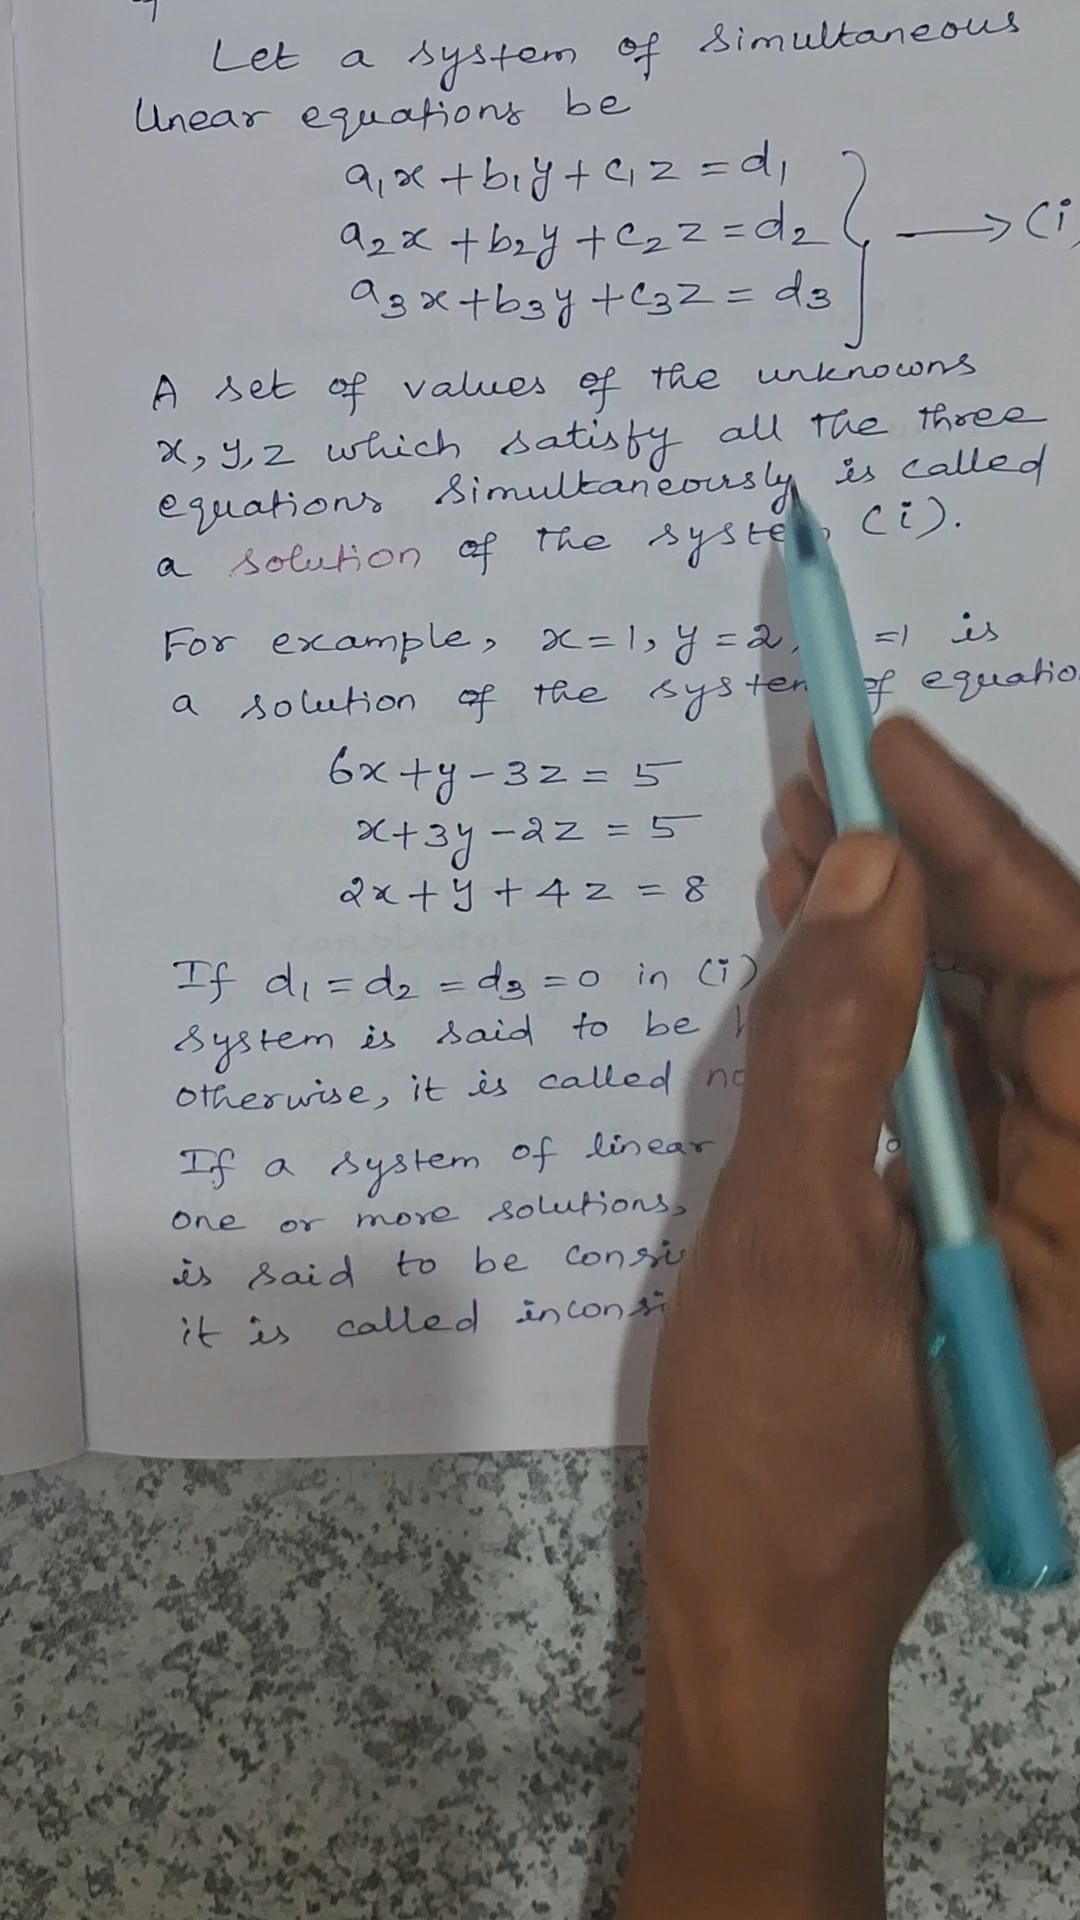 Let a system of simultaneous
linear equations be
a₁x + b₁y + c₁z = d₁
a₂x + b₂y + c₂z = d₂ → (i)
a₃x + b₃y + c₃z = d₃
A set of values of the unknowns
x, y, z which satisfy all the three
equations simultaneously is called
a solution of the (i).
For example, x = 1, y = 2, = 1 is
a solution of the of
6x + y - 3z = 5
x + 3y - 2z = 5
2x + y + 4z = 8
If d₁ = d₂ = d₃ = 0 in (i)
system is said to be
otherwise, it is called
If a system of linear
one or more solutions,
is said to be
it is called